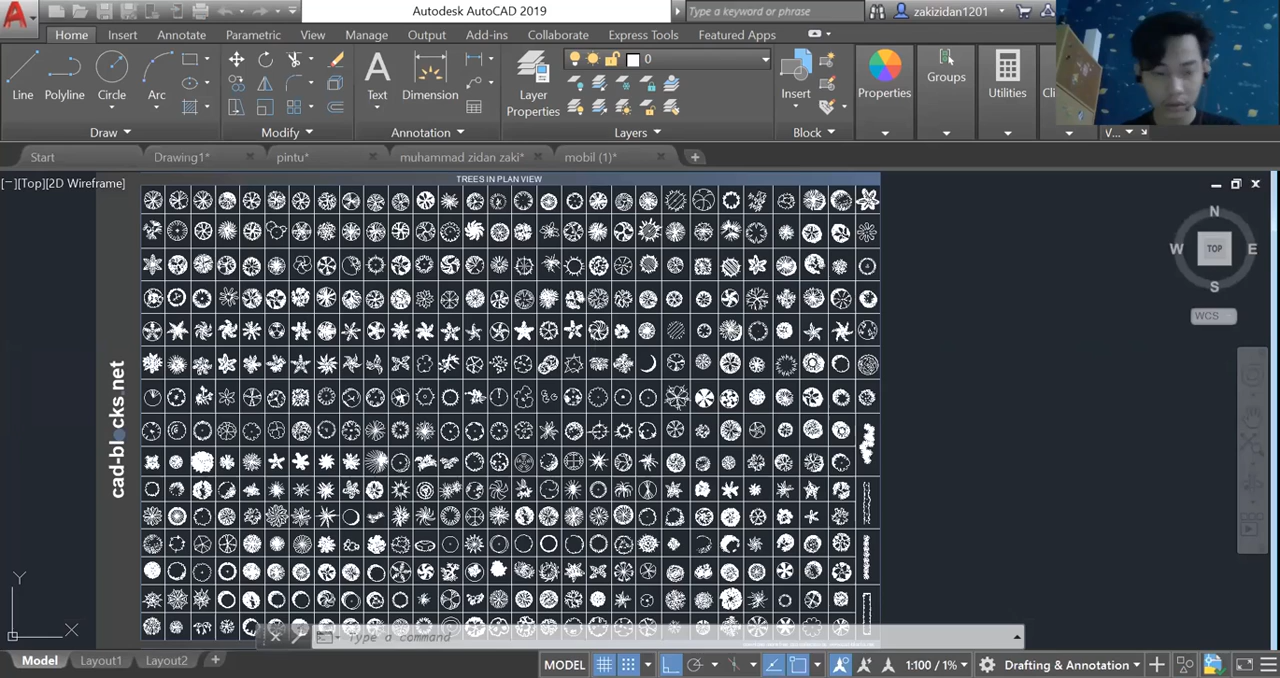 Autodesk AutoCAD 2019
Type a keyword or phrase
zakizidan1201
Home
Insert
Annotate
Parametric
View
Manage
Output
Add-ins
Collaborate
Express Tools
Featured Apps
Line
Polyline
Circle
Arc
Text
Dimension
Layer
Properties
0
Insert
Properties
Groups
Utilities
Draw
Modify
Annotation
Layers
Block
V...
Start
Drawing1*
pintu*
muhammad zidan zaki*
mobil (1)*
[−][Top][2D Wireframe]
TREES IN PLAN VIEW
cad-blocks.net
N
W
TOP
E
S
WCS
Y
X
Type a command
Model
Layout1
Layout2
MODEL
1:100 / 1%
Drafting & Annotation